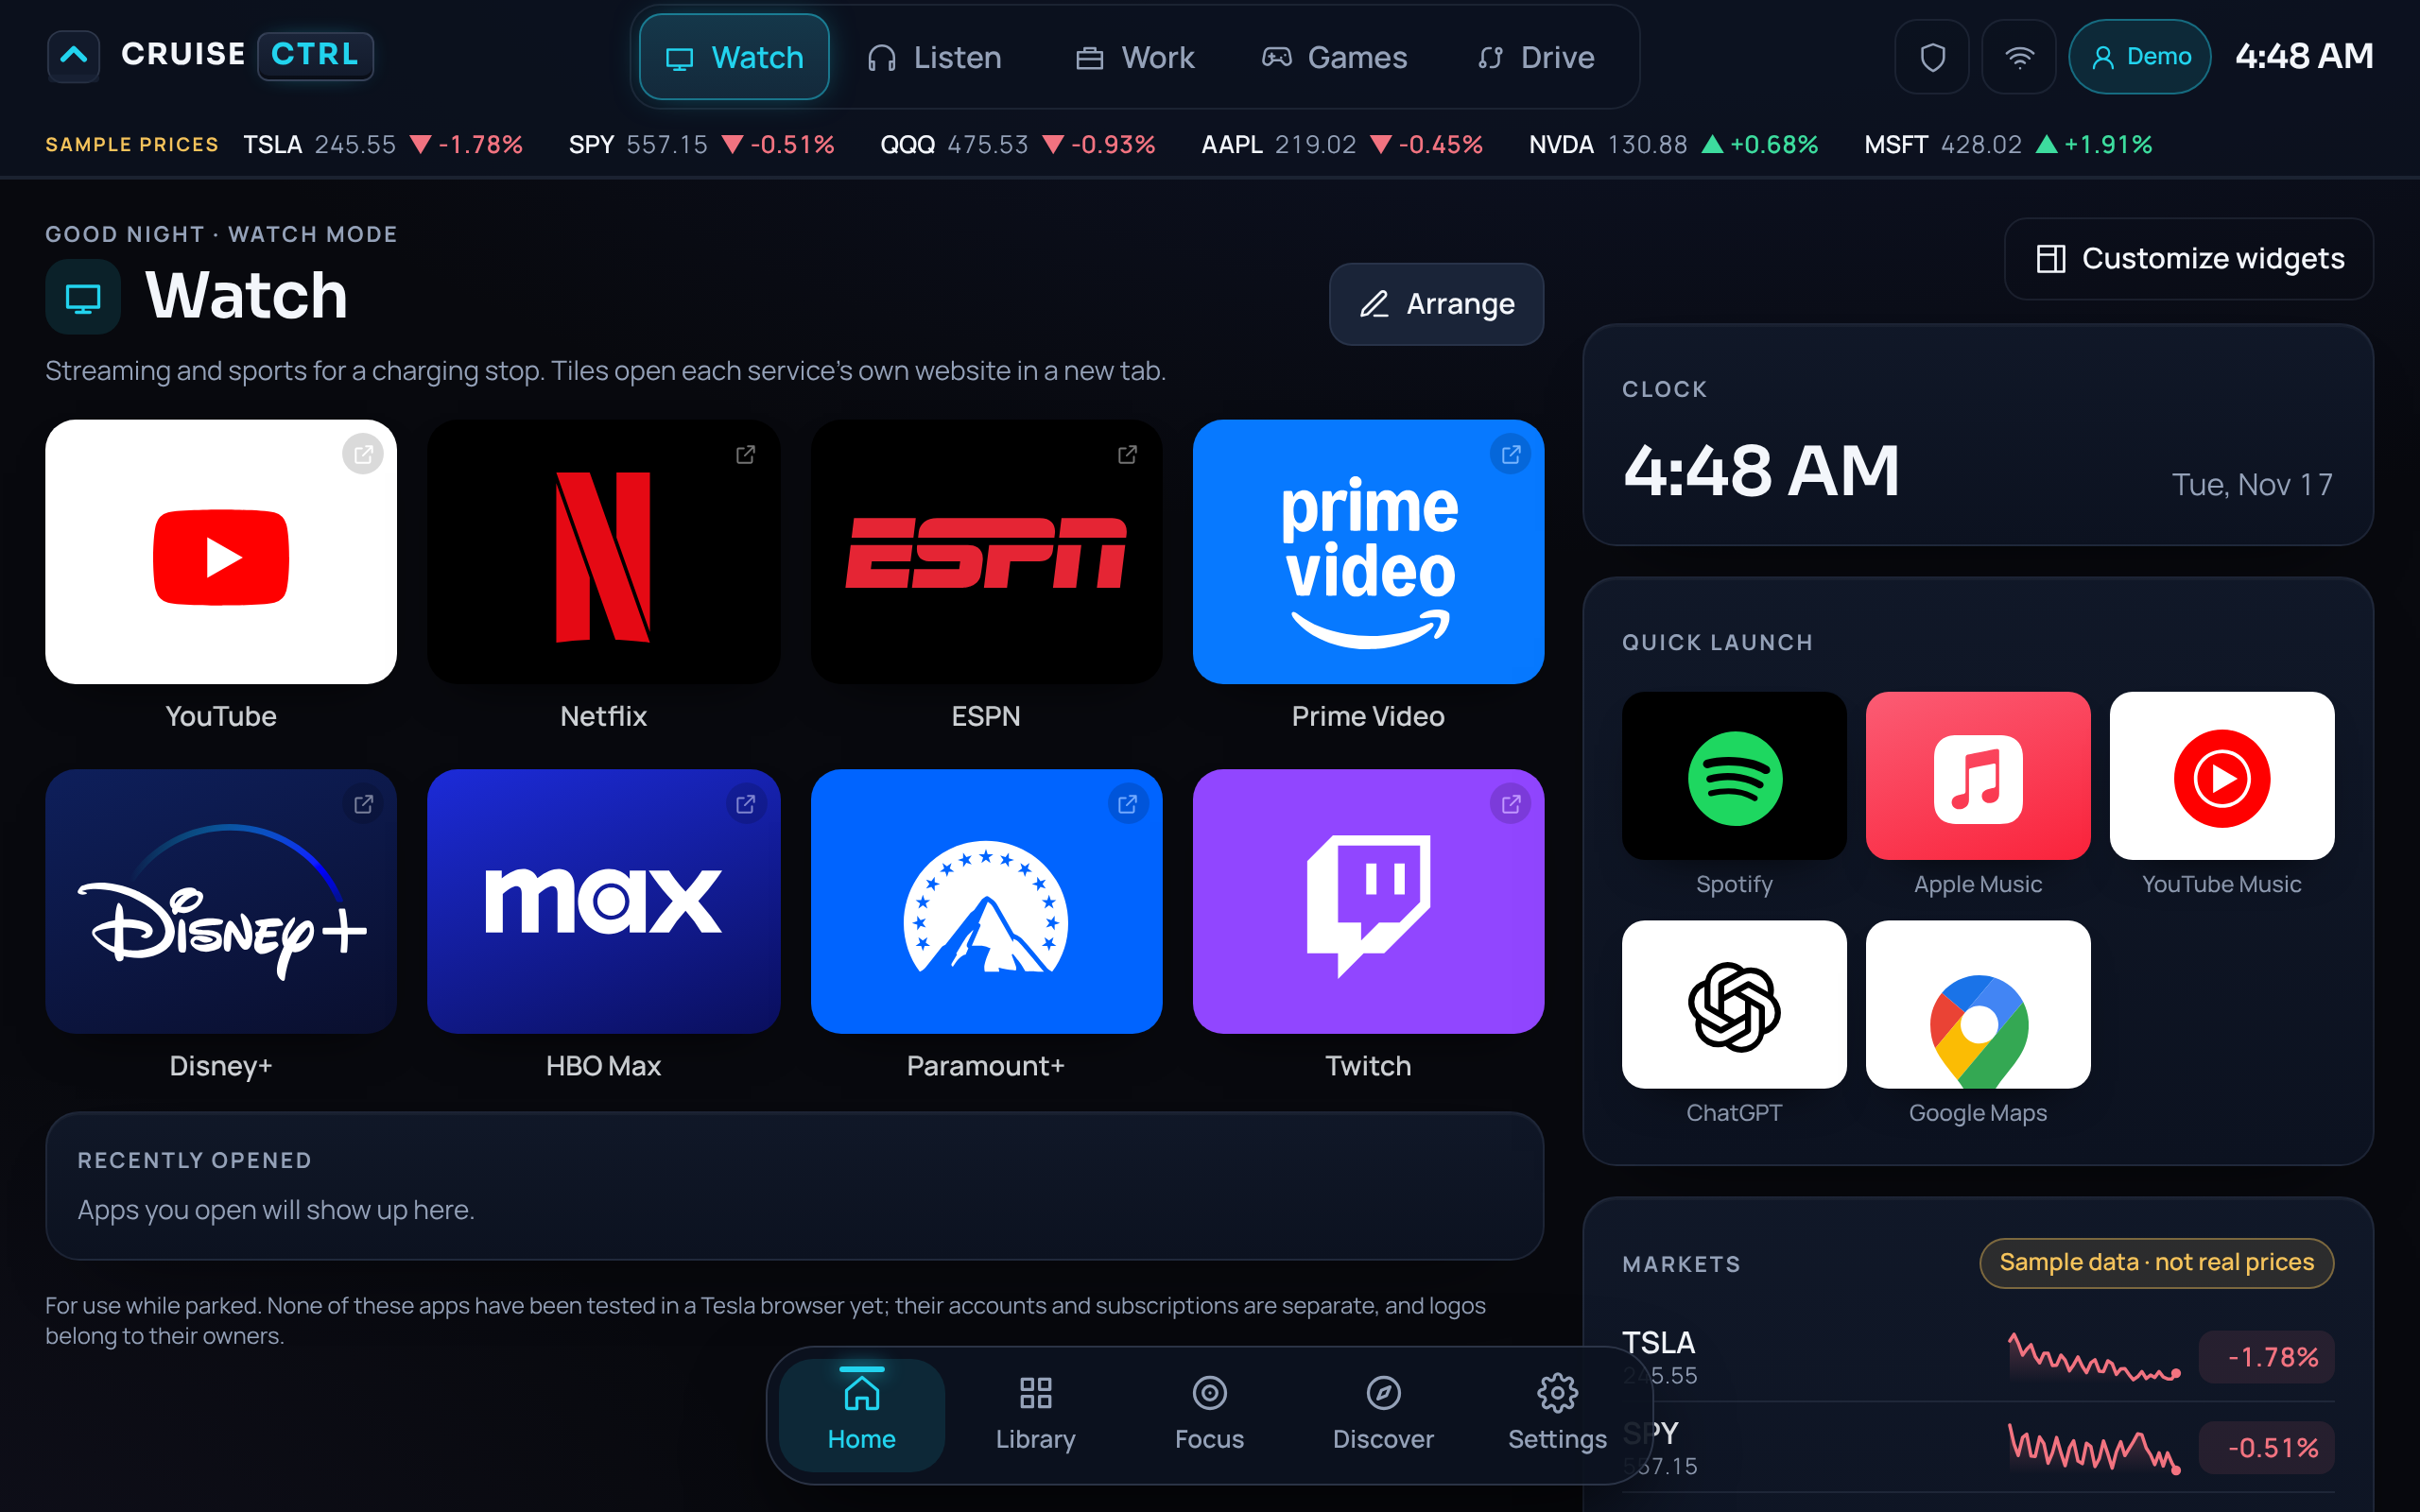 CRUISE CTRL
Watch
Listen
Work
Games
Drive
Demo
4:48 AM
SAMPLE PRICES TSLA 245.55 ▼ -1.78% SPY 557.15 ▼ -0.51% QQQ 475.53 ▼ -0.93% AAPL 219.02 ▼ -0.45% NVDA 130.88 ▲ +0.68% MSFT 428.02 ▲ +1.91%
GOOD NIGHT · WATCH MODE
Watch
Arrange
Streaming and sports for a charging stop. Tiles open each service's own website in a new tab.
ESPN
prime
video
YouTube
Netflix
ESPN
Prime Video
Disney+
max
Disney+
HBO Max
Paramount+
Twitch
RECENTLY OPENED
Apps you open will show up here.
For use while parked. None of these apps have been tested in a Tesla browser yet; their accounts and subscriptions are separate, and logos
belong to their owners.
Customize widgets
CLOCK
4:48 AM
Tue, Nov 17
QUICK LAUNCH
Spotify
Apple Music
YouTube Music
ChatGPT
Google Maps
MARKETS
Sample data · not real prices
TSLA
245.55
-1.78%
SPY
557.15
-0.51%
Home
Library
Focus
Discover
Settings